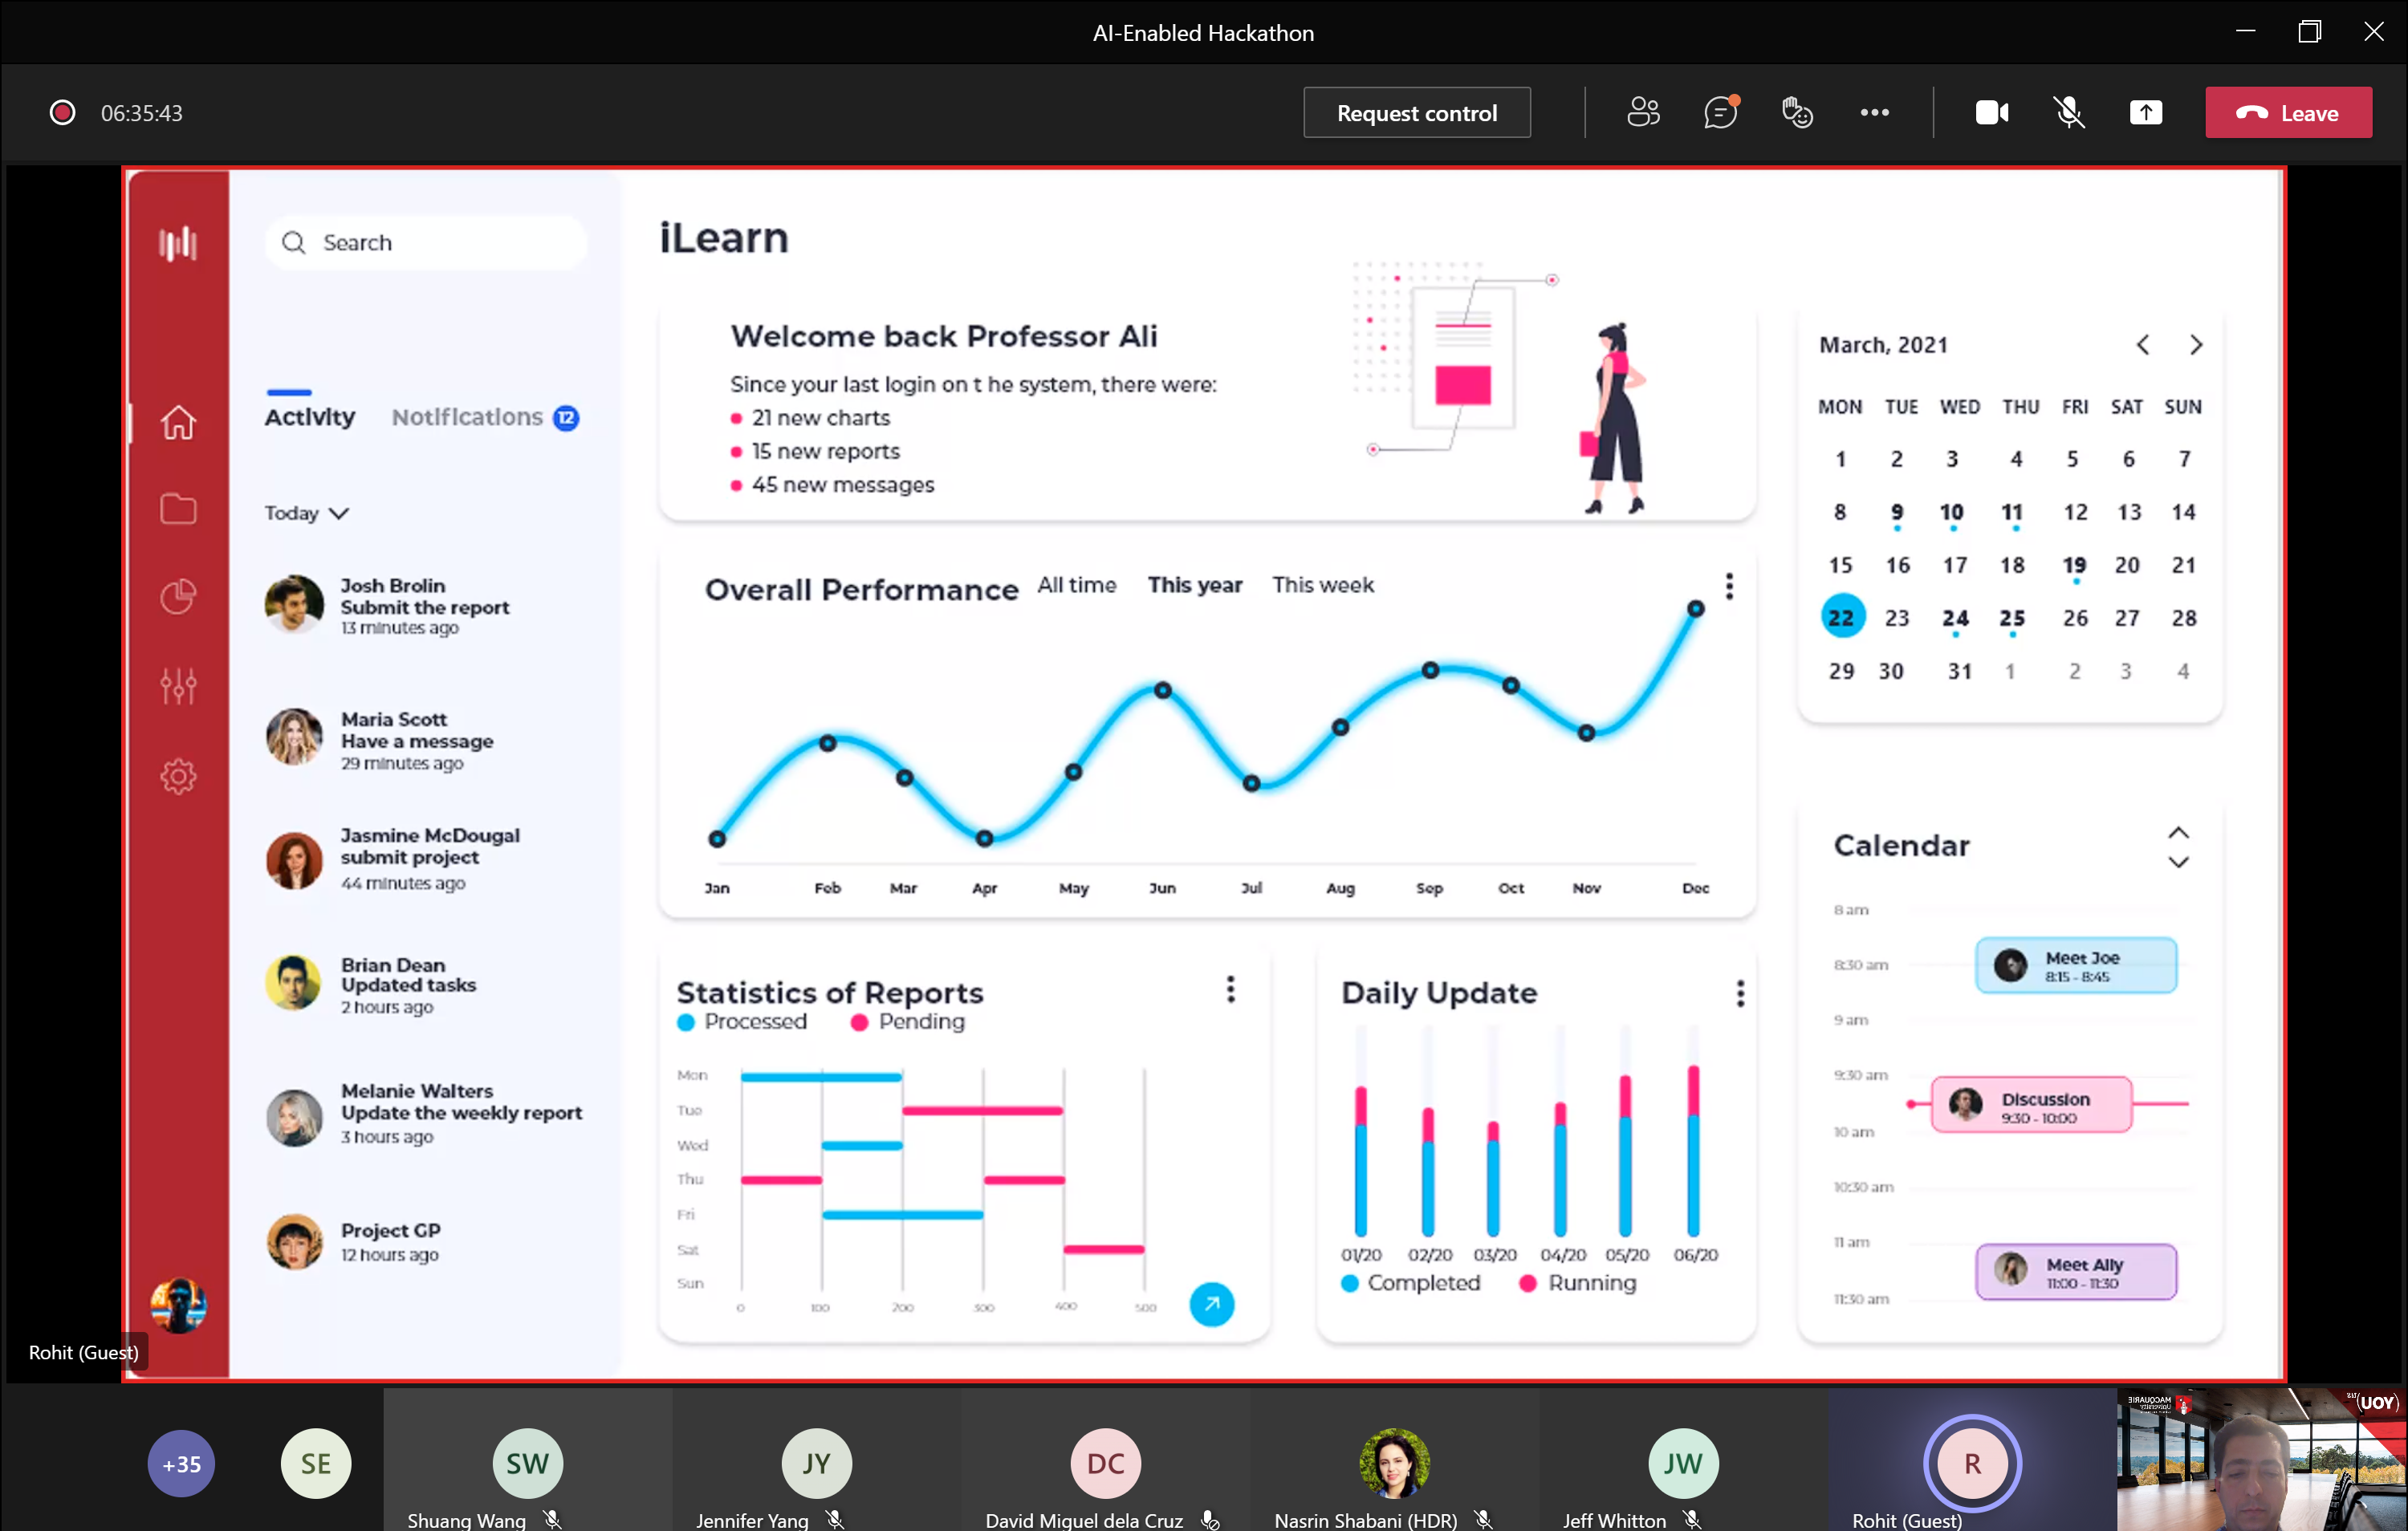 AI-Enabled Hackathon
06:35:43
Request control
Leave
Search
iLearn
Activity Notifications 12
Today
Josh Brolin
Submit the report
13 minutes ago
Maria Scott
Have a message
29 minutes ago
Jasmine McDougal
submit project
44 minutes ago
Brian Dean
Updated tasks
2 hours ago
Melanie Walters
Update the weekly report
3 hours ago
Project GP
12 hours ago
Welcome back Professor Ali
Since your last login on t he system, there were:
21 new charts
15 new reports
45 new messages
Overall Performance All time This year This week
Jan Feb Mar Apr May Jun Jul Aug Sep Oct Nov Dec
Statistics of Reports
Processed Pending
Mon
Tue
Wed
Thu
Fri
Sat
Sun
0 100 200 300 400 500
Daily Update
01/20 02/20 03/20 04/20 05/20 06/20
Completed Running
March, 2021
MON TUE WED THU FRI SAT SUN
1 2 3 4 5 6 7
8 9 10 11 12 13 14
15 16 17 18 19 20 21
22 23 24 25 26 27 28
29 30 31 1 2 3 4
Calendar
8 am
Meet Joe
8:30 am
8:15 - 8:45
9 am
9:30 am
Discussion
9:30 - 10:00
10 am
10:30 am
11 am
Meet Ally
11:00 - 11:30
11:30 am
Rohit (Guest)
+35
SE
SW
JY
DC
JW
R
MACQUARIE
University
YOU
Shuang Wang
Jennifer Yang
David Miguel dela Cruz
Nasrin Shabani (HDR)
Jeff Whitton
Rohit (Guest)